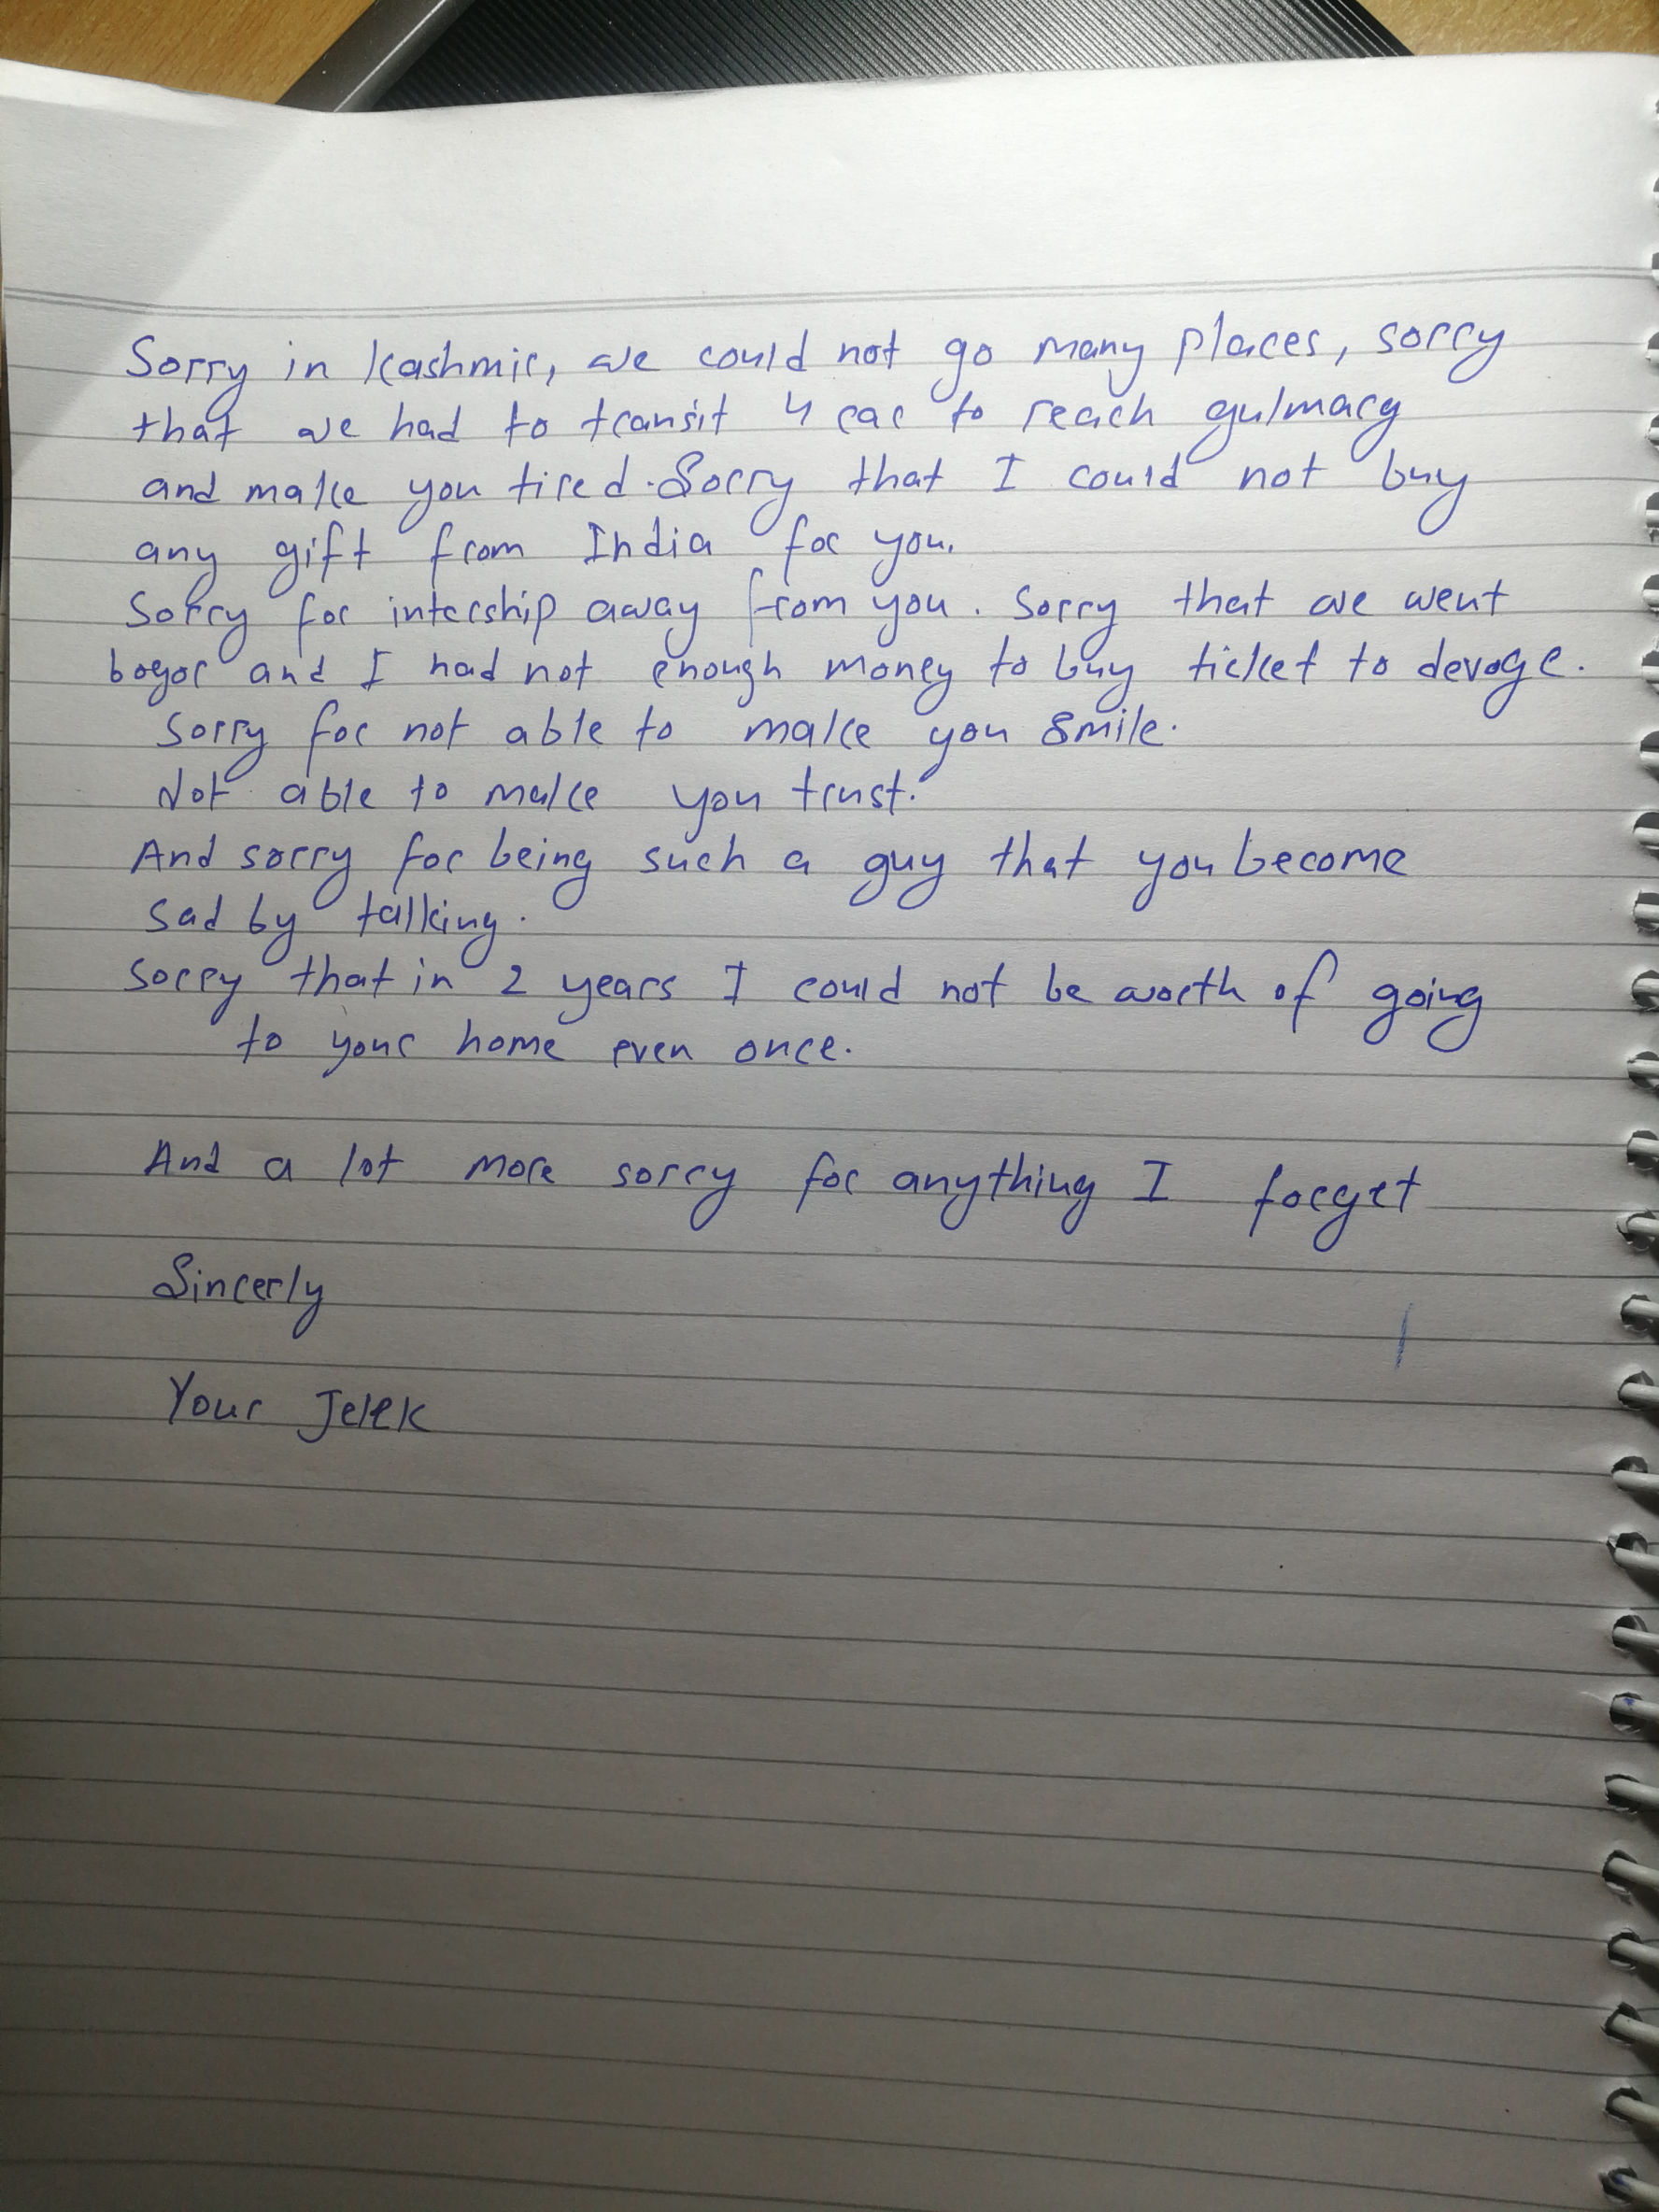 Sorry in Kashmir, we could not go many places, sorry
that we had to transit 4 car to reach gulmarg
and make you tired. Sorry that I could not buy
any gift from India for you.
Sorry for intership away from you. Sorry that we went
bogor and I had not enough money to buy ticket to devoge.
Sorry for not able to make you smile.
Not able to make you trust.
And sorry for being such a guy that you become
sad by talking.
Sorry that in 2 years I could not be worth of going
to your home even once.
And a lot more sorry for anything I forget
Sincerly
Your Jelek